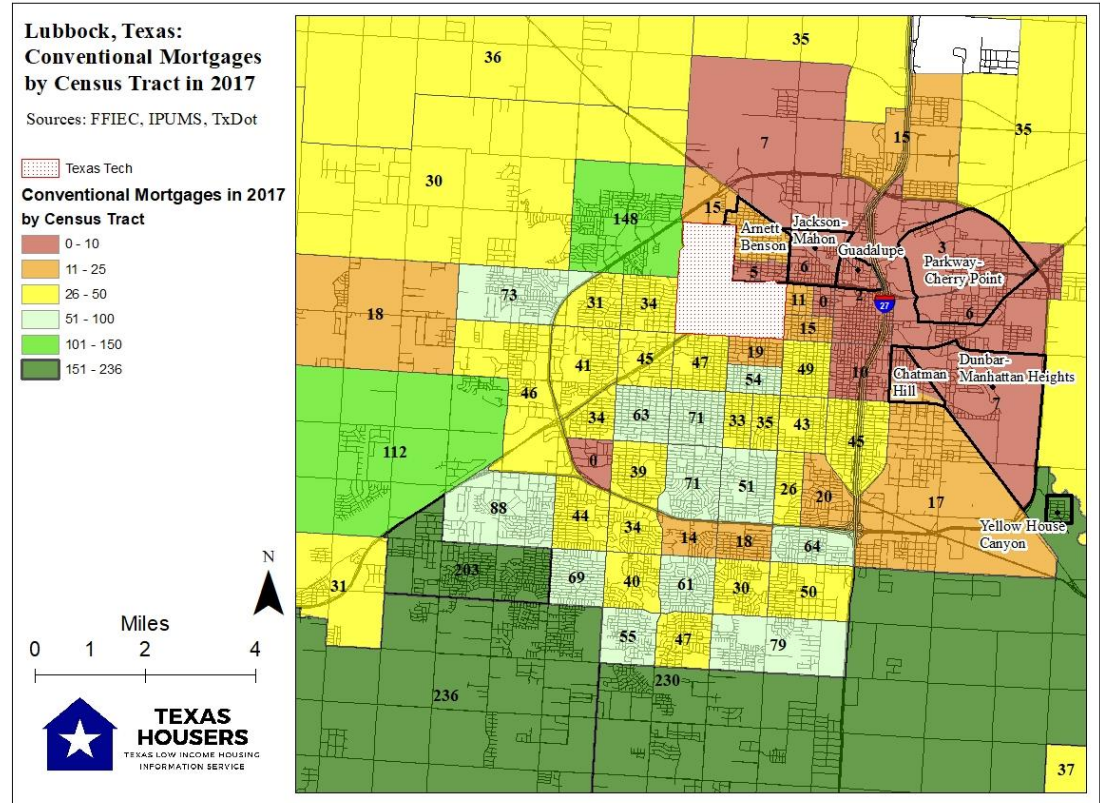 Lubbock, Texas:
Conventional Mortgages
by Census Tract in 2017
Sources: FFIEC, IPUMS, TxDot
Texas Tech
Conventional Mortgages in 2017
by Census Tract
0 - 10
11 - 25
26 - 50
51 - 100
101 - 150
151 - 236
N
Miles
0 2 4
TEXAS
HOUSERS
TEXAS LOW INCOME HOUSING
INFORMATION SERVICE
35
36
7
15
35
30
148
15
Arnett
Benson
Jackson-
Mahon
Guadalupe
3
Parkway-
Cherry Point
5
6
2
27
6
18
73
31
34
11
0
15
41
45
47
19
49
10
54
Chatman
Hill
Dunbar-
Manhattan Heights
7
46
34
63
71
33
35
43
45
112
0
39
71
51
26
20
17
88
44
34
14
18
64
Yellow House
Canyon
31
203
69
40
61
30
50
55
47
79
236
230
37